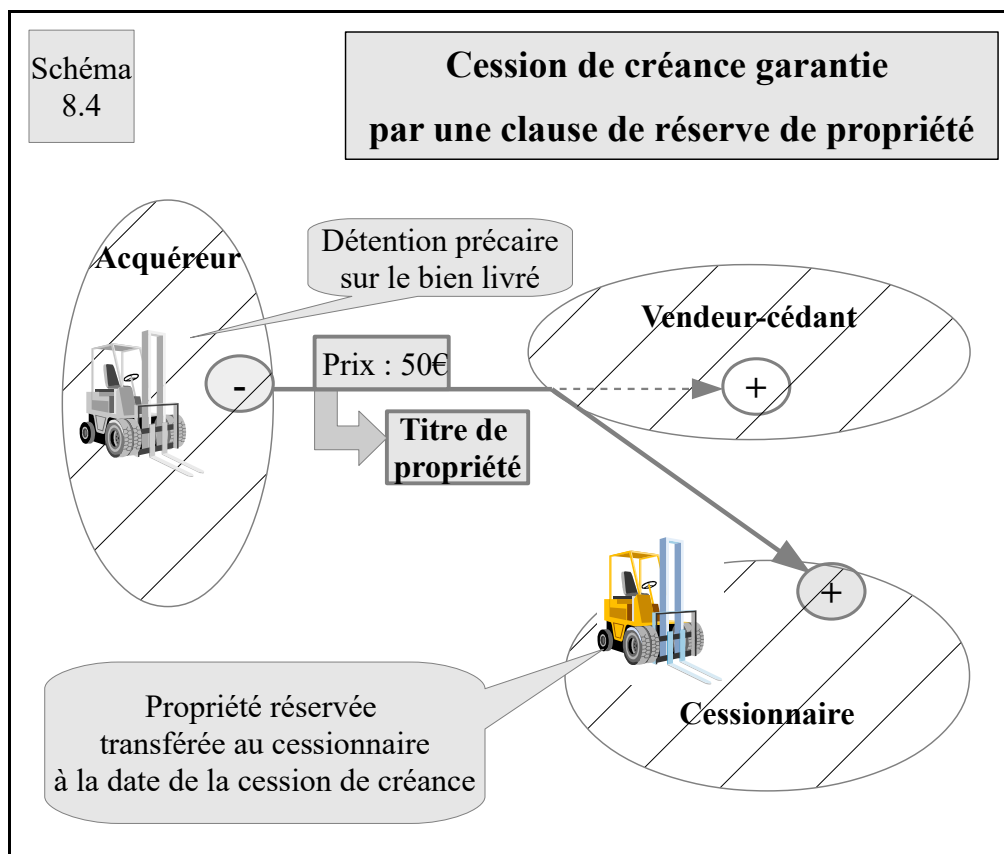 Schéma
8.4
Cession de créance garantie
par une clause de réserve de propriété
Acquéreur
Détention précaire
sur le bien livré
Vendeur-cédant
-
Prix : 50€
+
Titre de
propriété
+
Cessionnaire
Propriété réservée
transférée au cessionnaire
à la date de la cession de créance